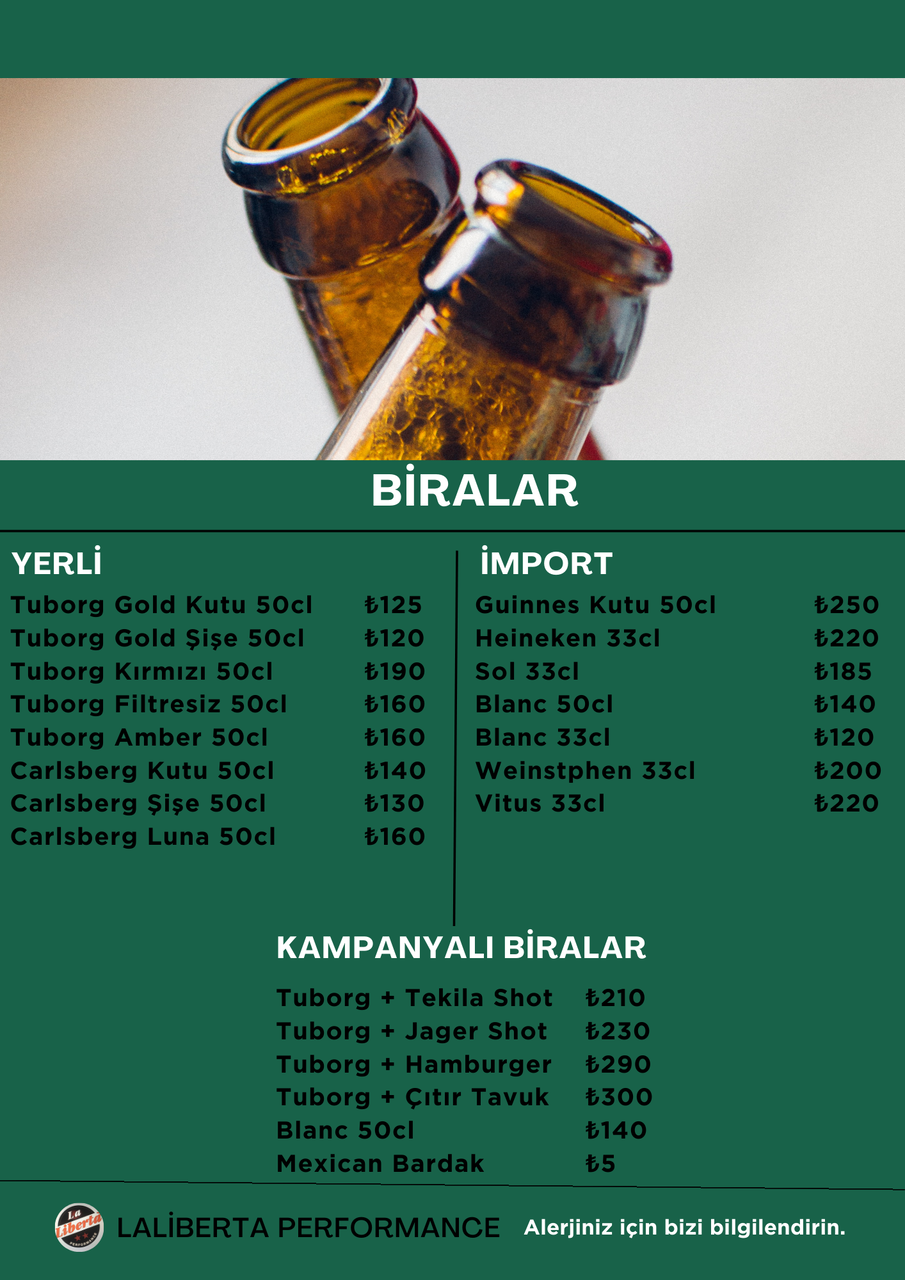 BİRALAR
YERLİ
Tuborg Gold Kutu 50cl ₺125
Tuborg Gold Şişe 50cl ₺120
Tuborg Kırmızı 50cl ₺190
Tuborg Filtresiz 50cl ₺160
Tuborg Amber 50cl ₺160
Carlsberg Kutu 50cl ₺140
Carlsberg Şişe 50cl ₺130
Carlsberg Luna 50cl ₺160
İMPORT
Guinnes Kutu 50cl ₺250
Heineken 33cl ₺220
Sol 33cl ₺185
Blanc 50cl ₺140
Blanc 33cl ₺120
Weinstphen 33cl ₺200
Vitus 33cl ₺220
KAMPANYALI BİRALAR
Tuborg + Tekila Shot ₺210
Tuborg + Jager Shot ₺230
Tuborg + Hamburger ₺290
Tuborg + Çıtır Tavuk ₺300
Blanc 50cl ₺140
Mexican Bardak ₺5
La
Liberta
PERFORMANCE
LALİBERTA PERFORMANCE
Alerjiniz için bizi bilgilendirin.